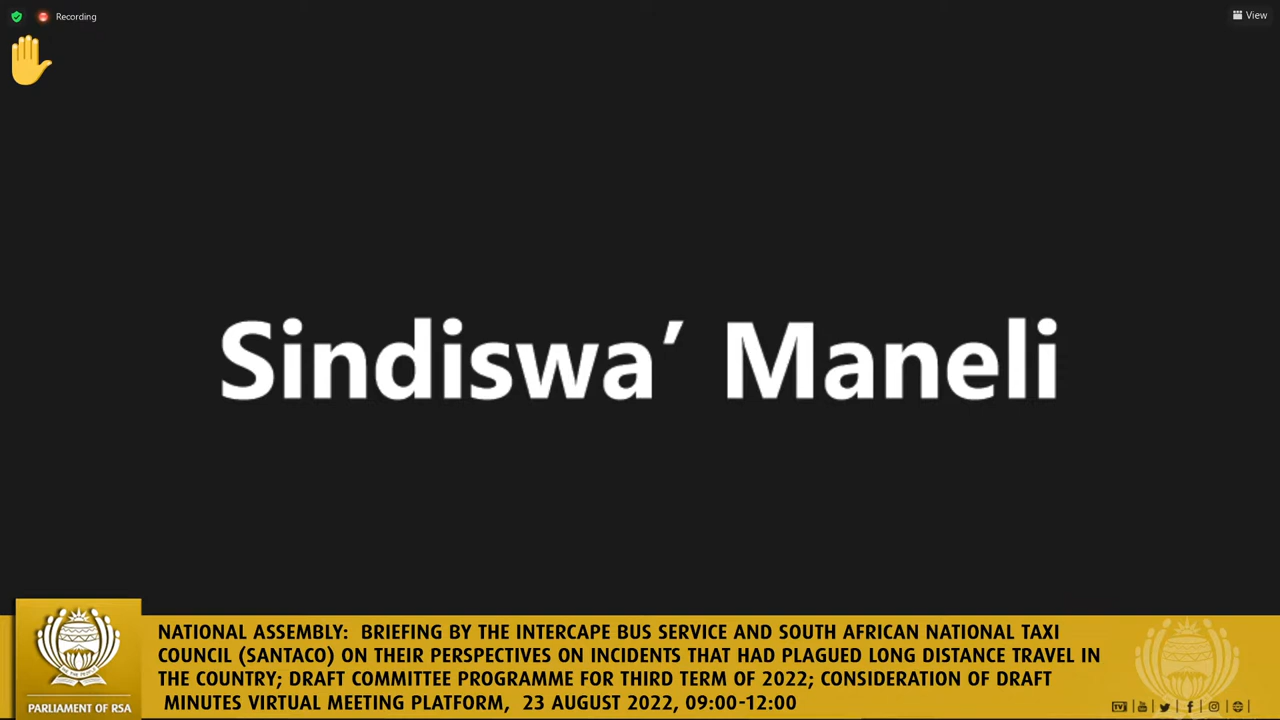 Recording
View
Sindiswa’ Maneli
NATIONAL ASSEMBLY: BRIEFING BY THE INTERCAPE BUS SERVICE AND SOUTH AFRICAN NATIONAL TAXI
COUNCIL (SANTACO) ON THEIR PERSPECTIVES ON INCIDENTS THAT HAD PLAGUED LONG DISTANCE TRAVEL IN
THE COUNTRY; DRAFT COMMITTEE PROGRAMME FOR THIRD TERM OF 2022; CONSIDERATION OF DRAFT
MINUTES VIRTUAL MEETING PLATFORM, 23 AUGUST 2022, 09:00-12:00
PARLIAMENT OF RSA